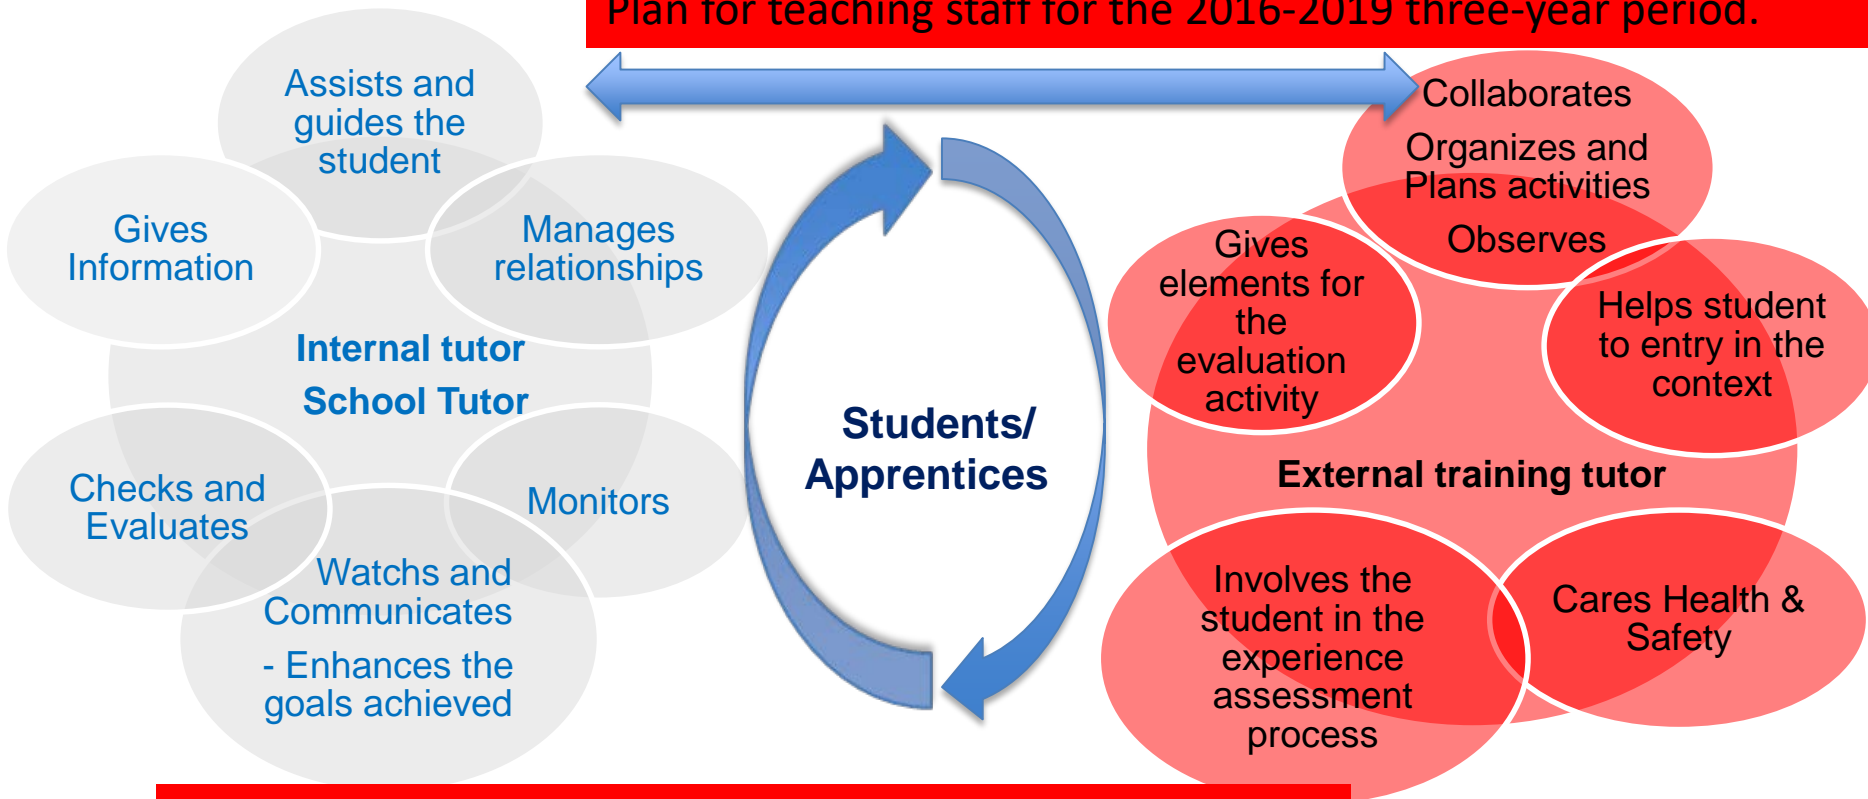 Plan for teaching staff for the 2016-2019 three-year period.
Assists and
guides the
student
Gives
Information
Manages
relationships
Internal tutor
School Tutor
Checks and
Evaluates
Monitors
Watchs and
Communicates
- Enhances the
goals achieved
Students/
Apprentices
Collaborates
Organizes and
Plans activities
Observes
Gives
elements for
the
evaluation
activity
Helps student
to entry in the
context
External training tutor
Involves the
student in the
experience
assessment
process
Cares Health &
Safety